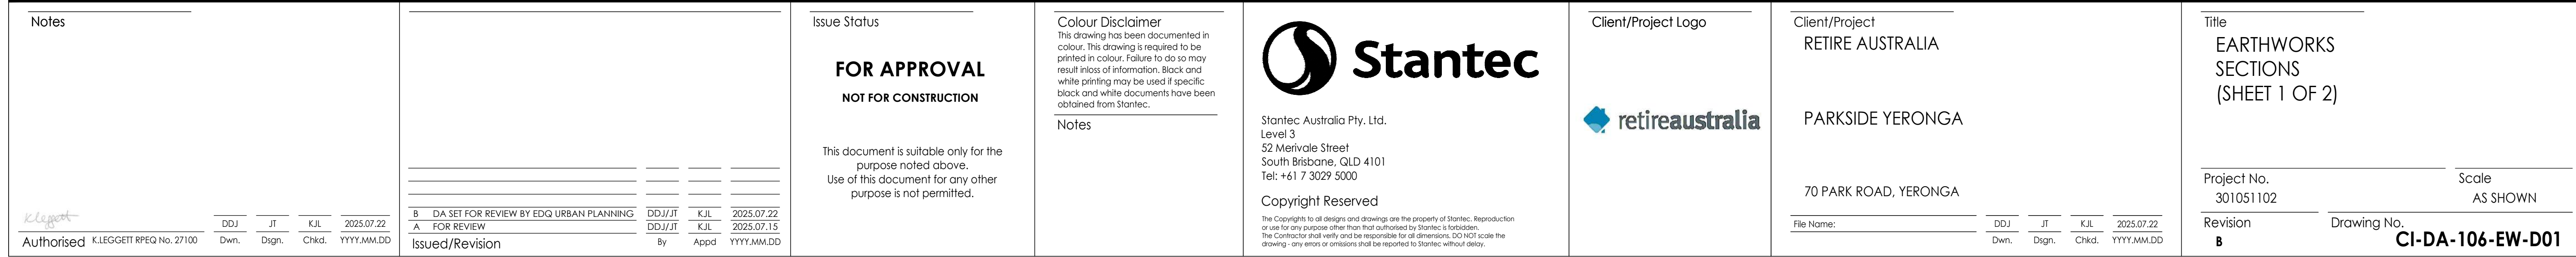 Notes
Kleggett
DDJ JT KJL 2025.07.22
Authorised K.LEGGETT RPEQ No. 27100 Dwn. Dsgn. Chkd. YYYY.MM.DD
B DA SET FOR REVIEW BY EDQ URBAN PLANNING DDJ/JT KJL 2025.07.22
A FOR REVIEW DDJ/JT KJL 2025.07.15
Issued/Revision By Appd YYYY.MM.DD
Issue Status
FOR APPROVAL
NOT FOR CONSTRUCTION
This document is suitable only for the
purpose noted above.
Use of this document for any other
purpose is not permitted.
Colour Disclaimer
This drawing has been documented in
colour. This drawing is required to be
printed in colour. Failure to do so may
result inloss of information. Black and
white printing may be used if specific
black and white documents have been
obtained from Stantec.
Notes
Stantec
Stantec Australia Pty. Ltd.
Level 3
52 Merivale Street
South Brisbane, QLD 4101
Tel: +61 7 3029 5000
Copyright Reserved
The Copyrights to all designs and drawings are the property of Stantec. Reproduction
or use for any purpose other than that authorised by Stantec is forbidden.
The Contractor shall verify and be responsible for all dimensions. DO NOT scale the
drawing - any errors or omissions shall be reported to Stantec without delay.
Client/Project Logo
retireaustralia
Client/Project
RETIRE AUSTRALIA
PARKSIDE YERONGA
70 PARK ROAD, YERONGA
File Name: DDJ JT KJL 2025.07.22
Dwn. Dsgn. Chkd. YYYY.MM.DD
Title
EARTHWORKS
SECTIONS
(SHEET 1 OF 2)
Project No. Scale
301051102 AS SHOWN
Revision Drawing No.
B CI-DA-106-EW-D01